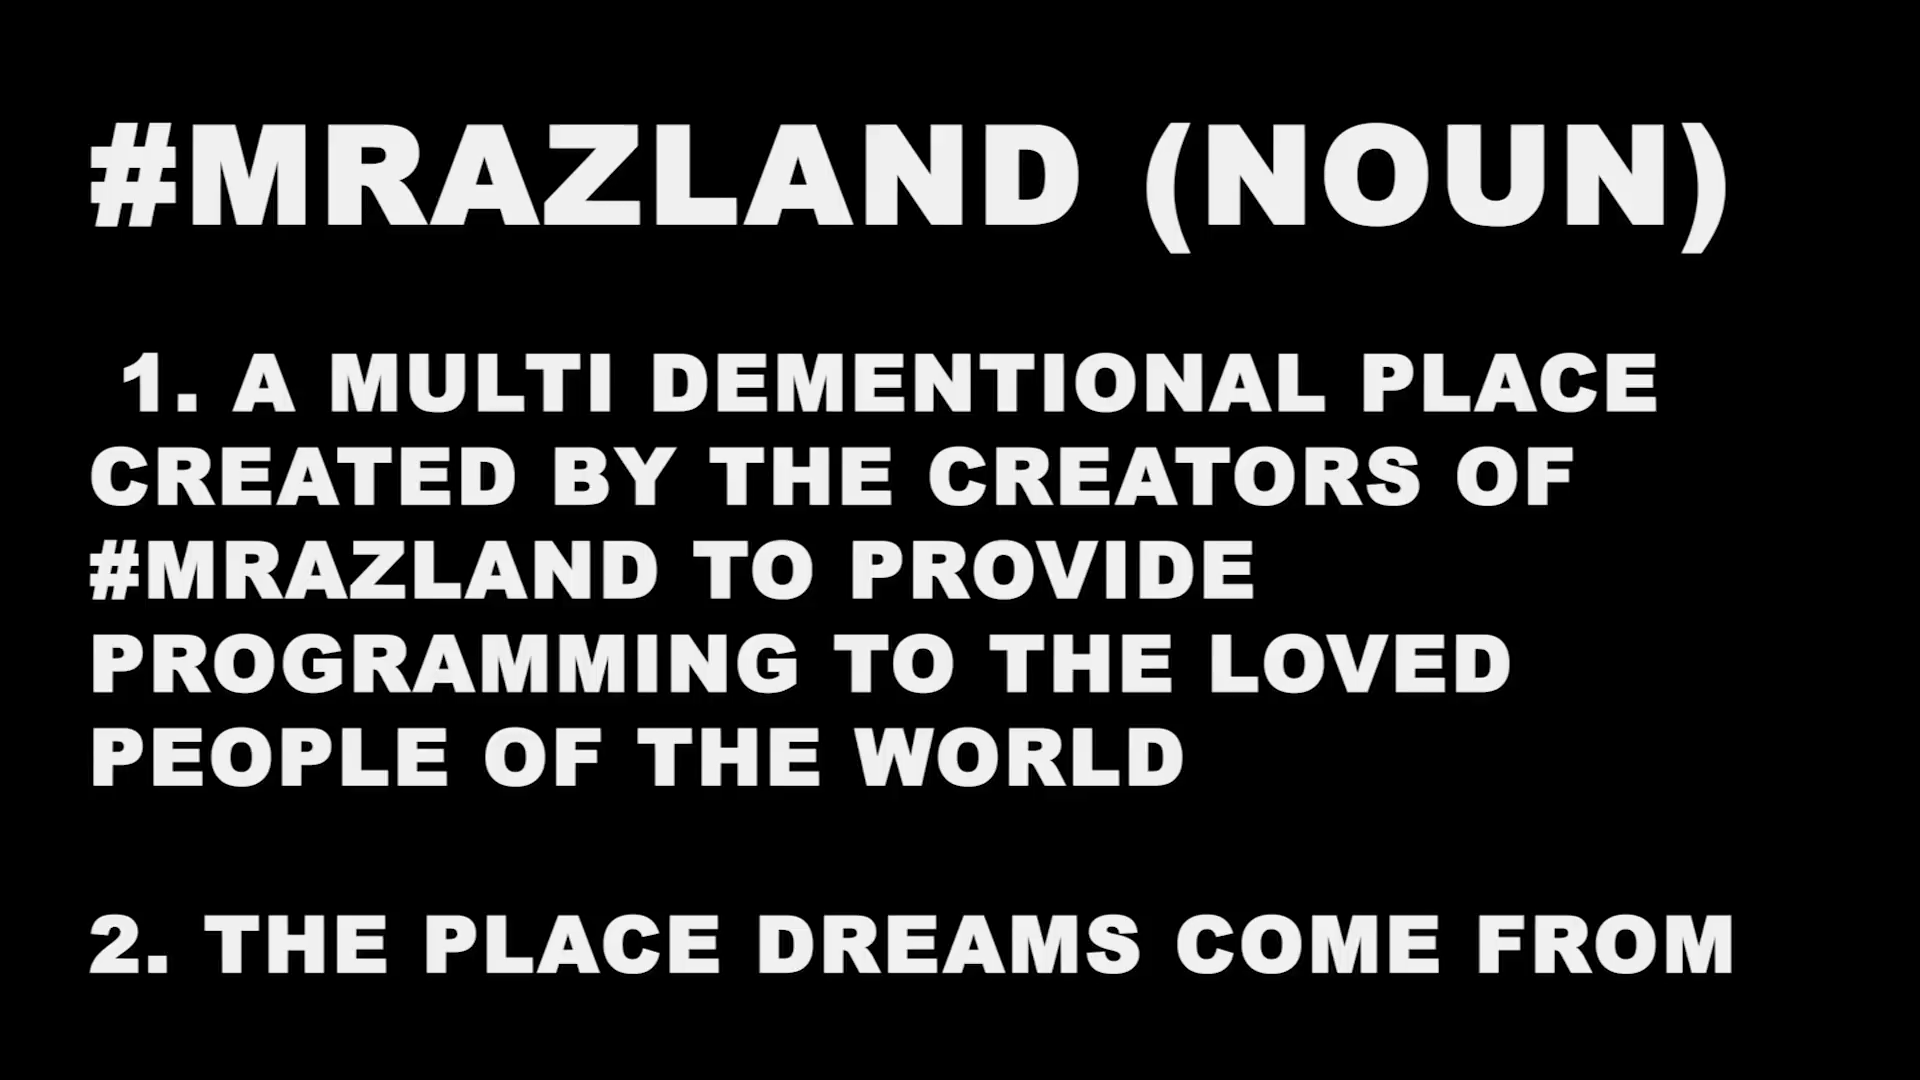 #MRAZLAND (NOUN)
1. A MULTI DEMENTIONAL PLACE
CREATED BY THE CREATORS OF
#MRAZLAND TO PROVIDE
PROGRAMMING TO THE LOVED
PEOPLE OF THE WORLD
2. THE PLACE DREAMS COME FROM